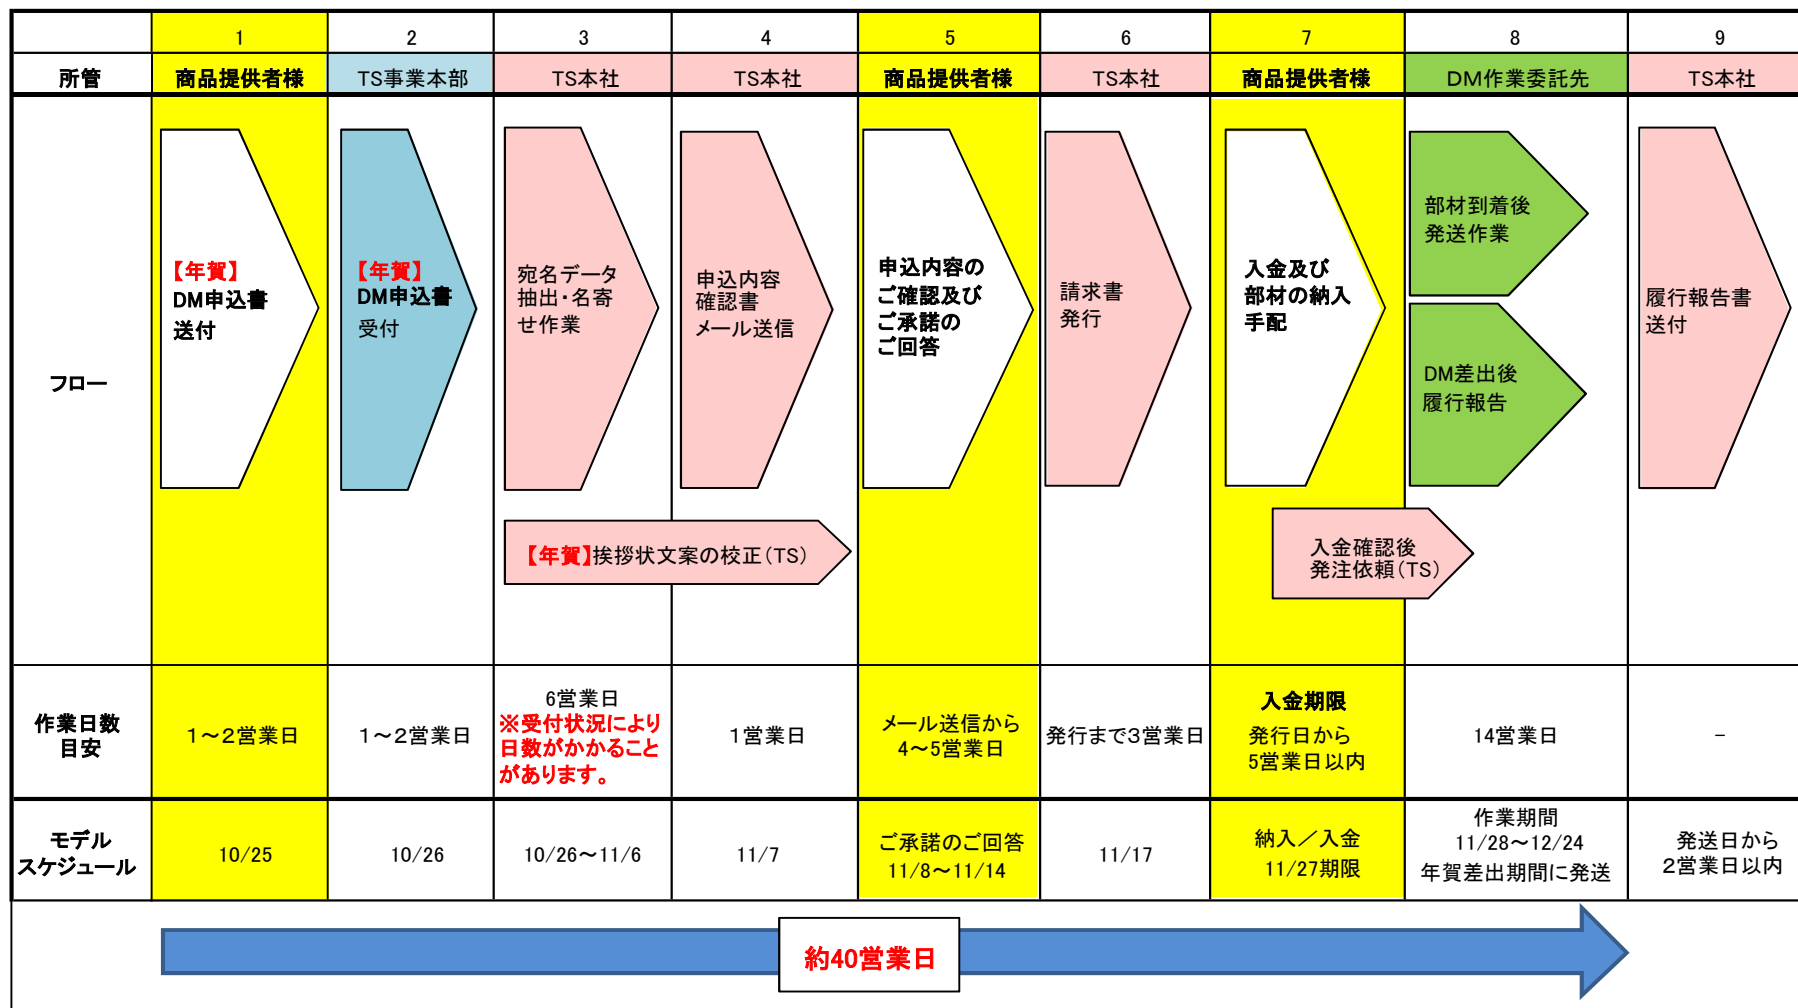 1
2
3
4
5
6
7
8
9
所管
商品提供者様
TS事業本部
TS本社
TS本社
商品提供者様
TS本社
商品提供者様
DM作業委託先
TS本社
フロー
【年賀】
DM申込書
送付
【年賀】
DM申込書
受付
宛名データ
抽出・名寄
せ作業
申込内容
確認書
メール送信
申込内容の
ご確認及び
ご承諾の
ご回答
請求書
発行
入金及び
部材の納入
手配
部材到着後
発送作業
DM差出後
履行報告
履行報告書
送付
【年賀】挨拶状文案の校正(TS)
入金確認後
発注依頼(TS)
作業日数
目安
1～2営業日
1～2営業日
6営業日
※受付状況により
日数がかかること
があります。
1営業日
メール送信から
4～5営業日
発行まで3営業日
入金期限
発行日から
5営業日以内
14営業日
－
モデル
スケジュール
10/25
10/26
10/26～11/6
11/7
ご承諾のご回答
11/8～11/14
11/17
納入／入金
11/27期限
作業期間
11/28～12/24
年賀差出期間に発送
発送日から
2営業日以内
約40営業日